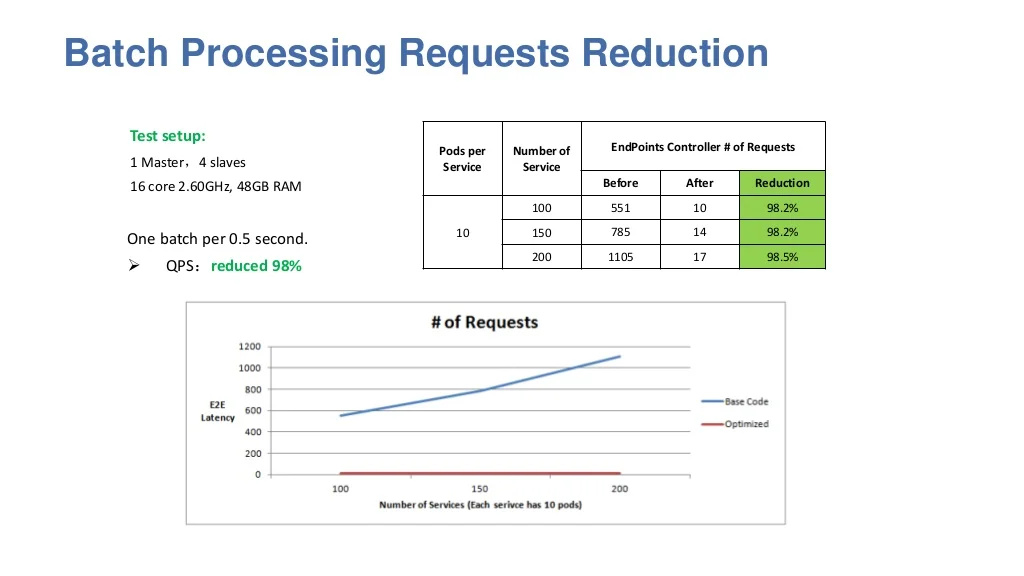 Batch Processing Requests Reduction
Test setup:
1 Master，4 slaves
16 core 2.60GHz, 48GB RAM
One batch per 0.5 second.
➢ QPS：reduced 98%
Pods per
Service
Number of
Service
EndPoints Controller # of Requests
Before After Reduction
10
100 551 10 98.2%
150 785 14 98.2%
200 1105 17 98.5%
# of Requests
E2E
Latency
1200
1000
800
600
400
200
0
100 150 200
Number of Services (Each serivce has 10 pods)
Base Code
Optimized